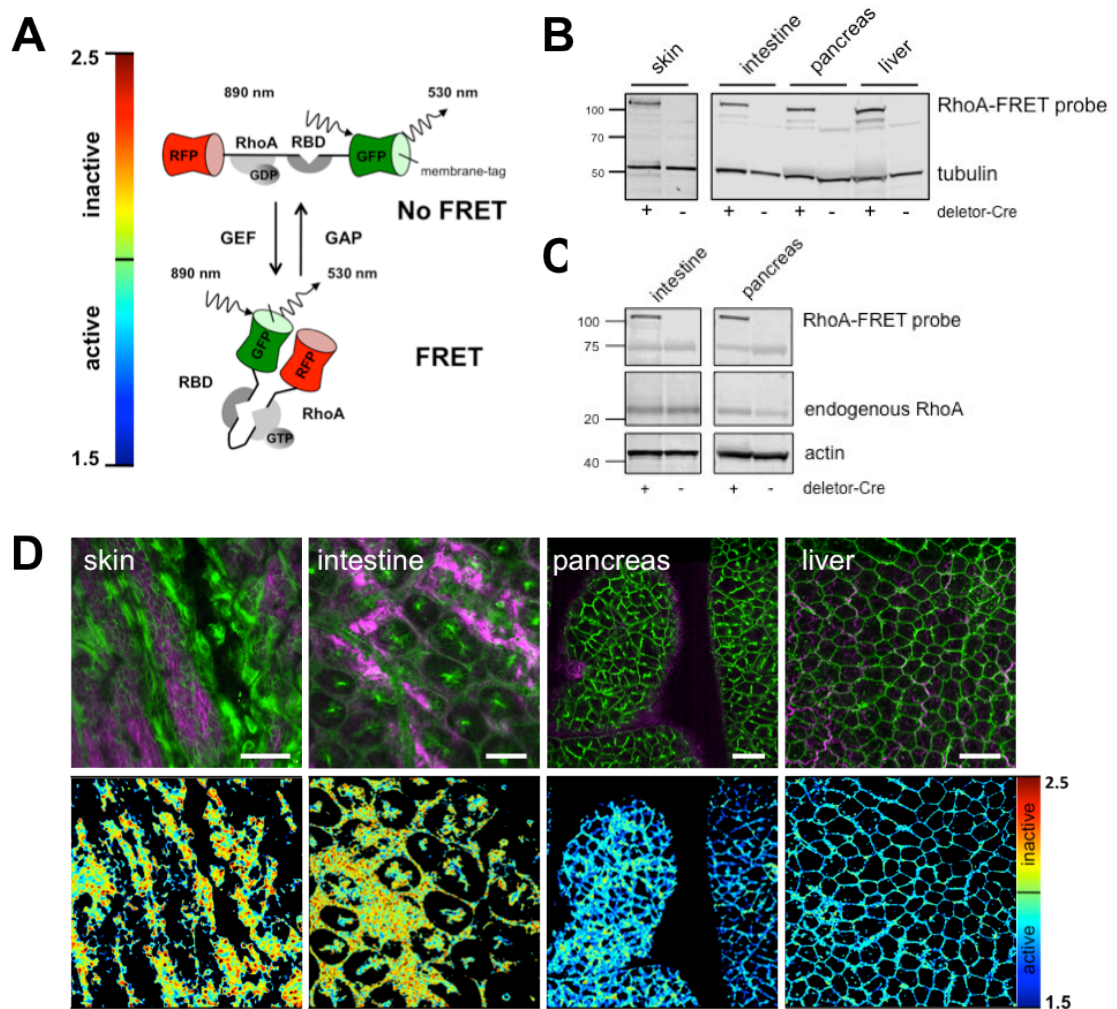 A
2.5
inactive
active
1.5
890 nm
530 nm
RFP
RhoA
RBD
GFP
GDP
membrane-tag
No FRET
GEF
GAP
890 nm
530 nm
GFP
RFP
FRET
RBD
RhoA
GTP
B
skin
intestine
pancreas
liver
100
70
50
RhoA-FRET probe
tubulin
+ - + - + - + -
deletor-Cre
C
intestine
pancreas
100
75
RhoA-FRET probe
20
endogenous RhoA
40
actin
+ - + -
deletor-Cre
D
skin
intestine
pancreas
liver
2.5
inactive
active
1.5